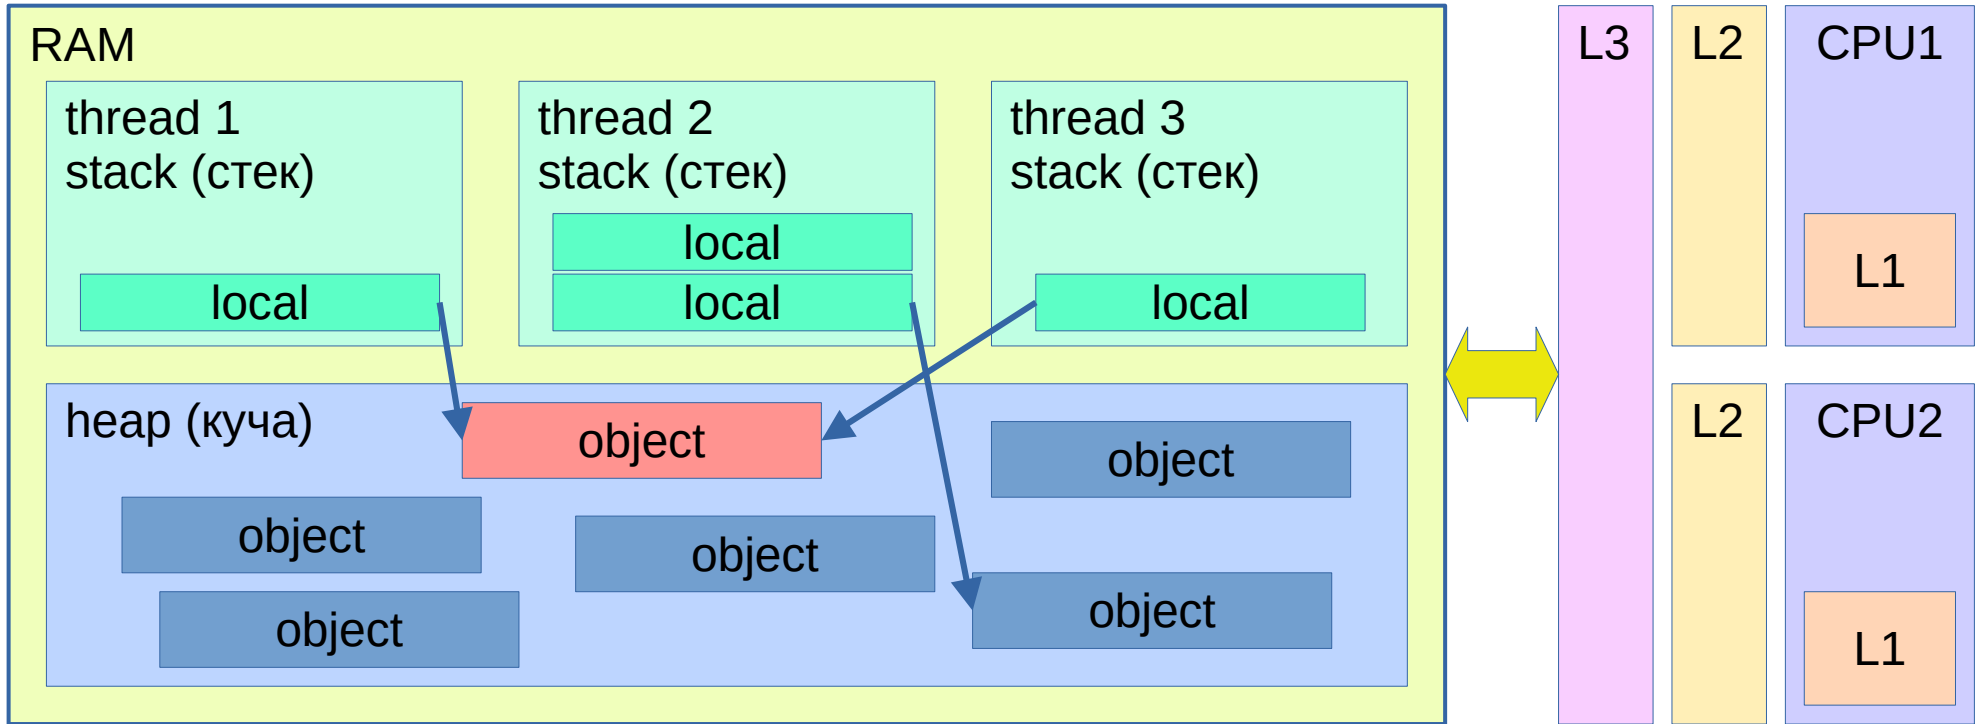 RAM
thread 1
stack (стек)
local
thread 2
stack (стек)
local
local
thread 3
stack (стек)
local
heap (куча)
object
object
object
object
object
object
L3
L2
CPU1
L1
L2
CPU2
L1